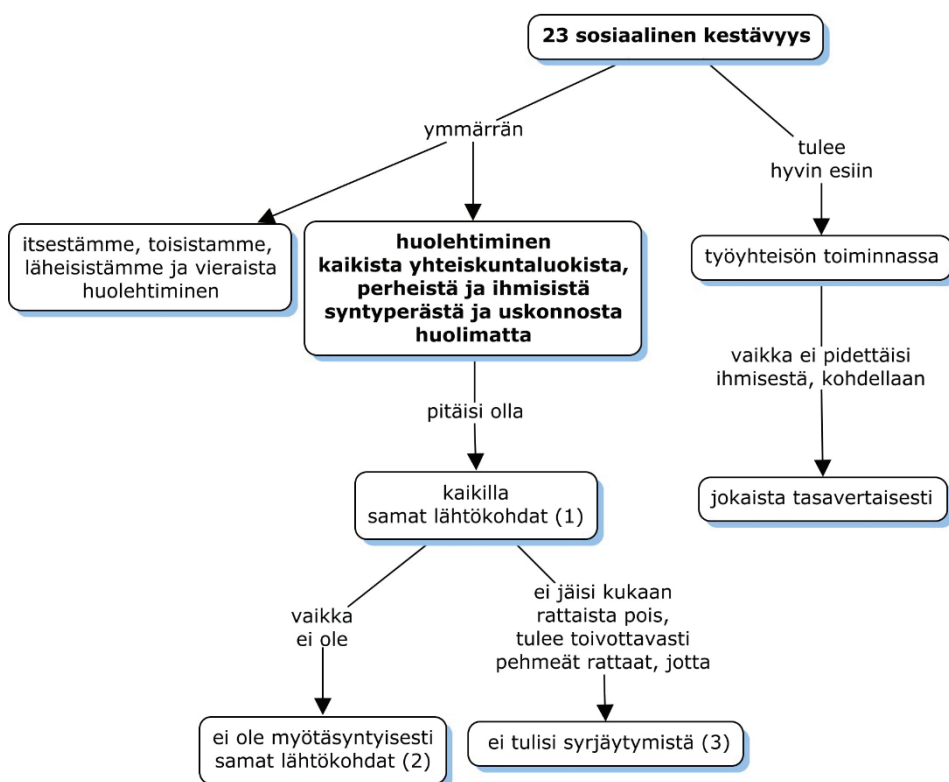 23 sosiaalinen kestävyys
ymmärrän
tulee
hyvin esiin
itsestämme, toisistamme,
läheisistämme ja vieraista
huolehtiminen
huolehtiminen
kaikista yhteiskuntaluokista,
perheistä ja ihmisistä
syntyperästä ja uskonnosta
huolimatta
työyhteisön toiminnassa
vaikka ei pidettäisi
ihmisestä, kohdellaan
pitäisi olla
kaikilla
samat lähtökohdat (1)
jokaista tasavertaisesti
vaikka
ei ole
ei jäisi kukaan
rattaista pois,
tulee toivottavasti
pehmeät rattaat, jotta
ei ole myötäsyntyisesti
samat lähtökohdat (2)
ei tulisi syrjäytymistä (3)